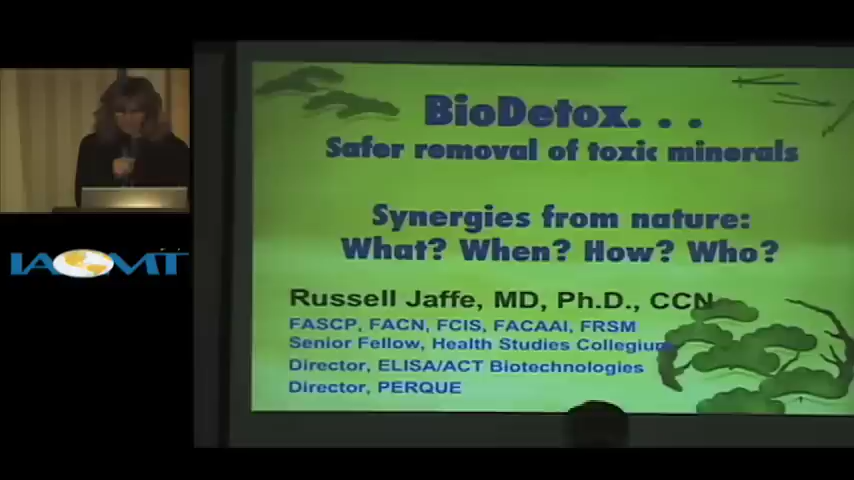 IAOMT
BioDetox. . .
Safer removal of toxic minerals
Synergies from nature:
What? When? How? Who?
Russell Jaffe, MD, Ph.D., CCN
FASCP, FACN, FCIS, FACAAI, FRSM
Senior Fellow, Health Studies Collegium
Director, ELISA/ACT Biotechnologies
Director, PERQUE